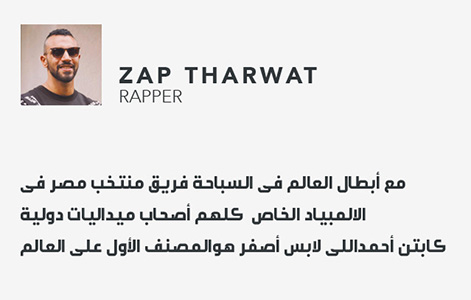 ZAP THARWAT
RAPPER
مع أبطال العالم فى السباحة فريق منتخب مصر فى
الالمبياد الخاص كلهم أصحاب ميداليات دولية
كابتن أحمداللى لابس أصفر هوالمصنف الأول على العالم